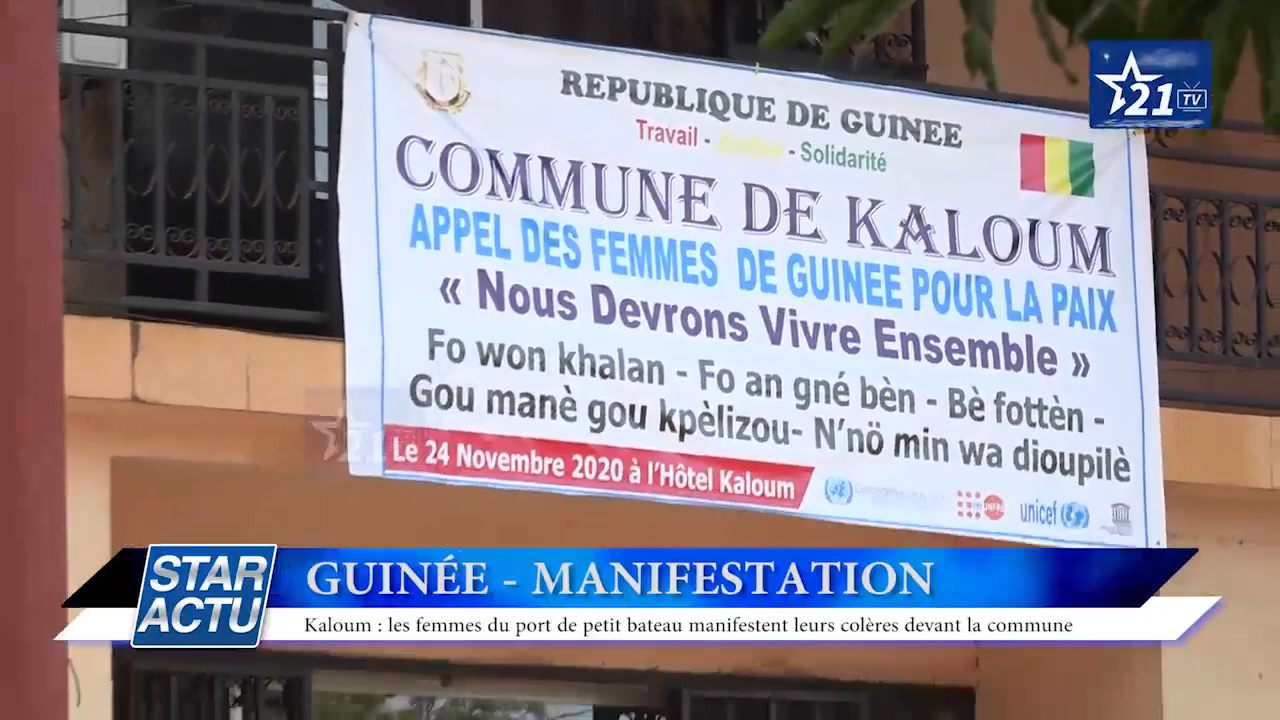 21 TV
REPUBLIQUE DE GUINEE
Travail - Justice - Solidarité
COMMUNE DE KALOUM
APPEL DES FEMMES DE GUINEE POUR LA PAIX
« Nous Devrons Vivre Ensemble »
Fo won khalan - Fo an gné bèn - Bè fottèn -
Gou manè gou kpèlizou- N'nö min wa dioupilè
Le 24 Novembre 2020 à l'Hôtel Kaloum
UNFPA
unicef
21
STAR
ACTU
GUINÉE - MANIFESTATION
Kaloum : les femmes du port de petit bateau manifestent leurs colères devant la commune